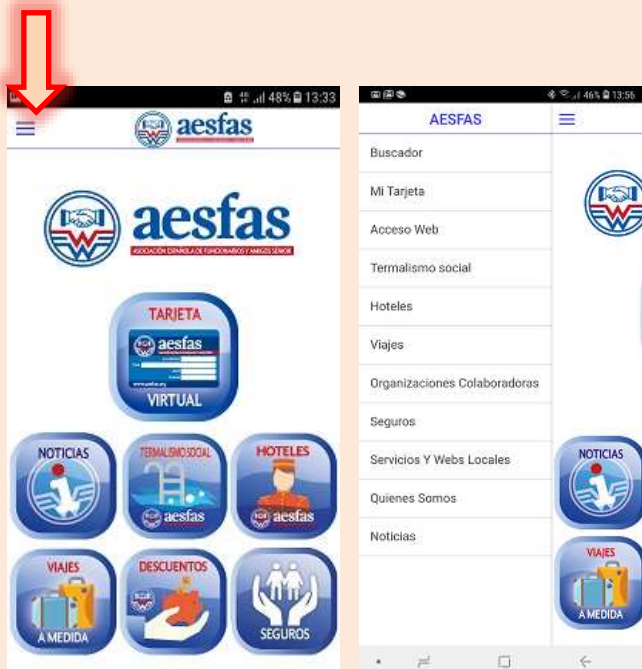 48% 13:33
aesfas
aesfas
ASOCIACIÓN ESPAÑOLA DE FUNCIONARIOS Y AMIGOS SENIOR
TARJETA
aesfas
VIRTUAL
NOTICIAS
TERMALISMO SOCIAL
aesfas
HOTELES
aesfas
VIAJES
A MEDIDA
DESCUENTOS
SEGUROS
46% 13:56
AESFAS
Buscador
Mi Tarjeta
Acceso Web
Termalismo social
Hoteles
Viajes
Organizaciones Colaboradoras
Seguros
Servicios Y Webs Locales
Quienes Somos
Noticias
NOTICIAS
VIAJES
A MEDIDA